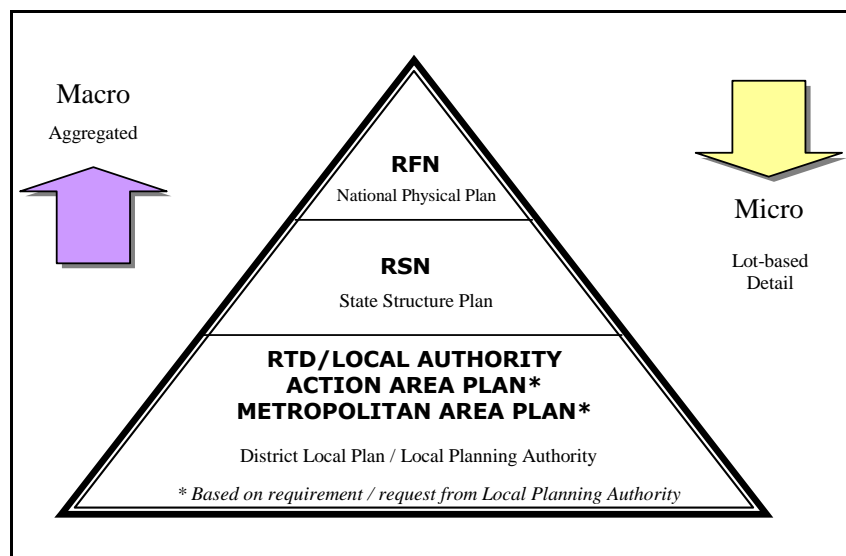 Macro
Aggregated
RFN
National Physical Plan
Micro
Lot-based
Detail
RSN
State Structure Plan
RTD/LOCAL AUTHORITY
ACTION AREA PLAN*
METROPOLITAN AREA PLAN*
District Local Plan / Local Planning Authority
* Based on requirement / request from Local Planning Authority